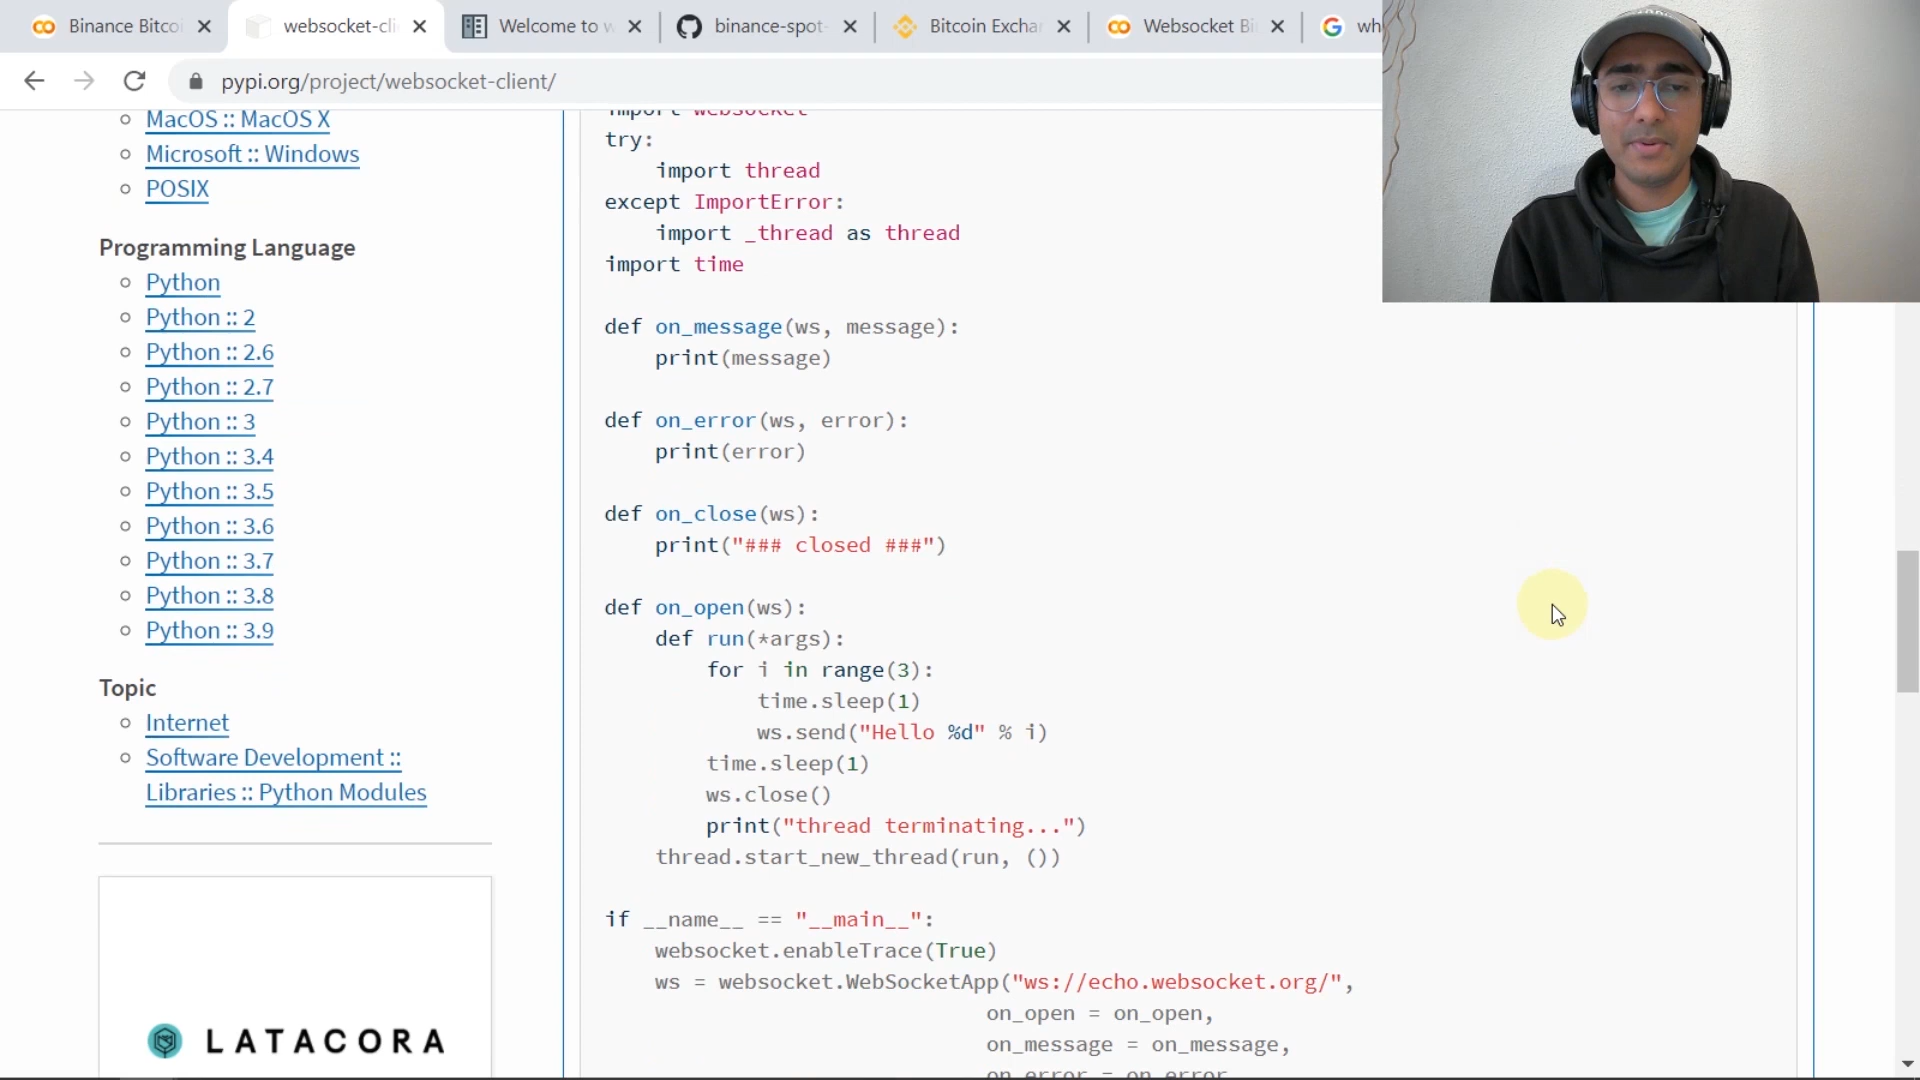 Binance Bitco
websocket-cli
Welcome to w
binance-spot-
Bitcoin Exchan
Websocket Bi
wh
pypi.org/project/websocket-client/
MacOS :: MacOS X
Microsoft :: Windows
POSIX
Programming Language
Python
Python :: 2
Python :: 2.6
Python :: 2.7
Python :: 3
Python :: 3.4
Python :: 3.5
Python :: 3.6
Python :: 3.7
Python :: 3.8
Python :: 3.9
Topic
Internet
Software Development ::
Libraries :: Python Modules
LATACORA
import websocket
try:
    import thread
except ImportError:
    import _thread as thread
import time
def on_message(ws, message):
    print(message)
def on_error(ws, error):
    print(error)
def on_close(ws):
    print("### closed ###")
def on_open(ws):
    def run(*args):
        for i in range(3):
            time.sleep(1)
            ws.send("Hello %d" % i)
        time.sleep(1)
        ws.close()
        print("thread terminating...")
    thread.start_new_thread(run, ())
if __name__ == "__main__":
    websocket.enableTrace(True)
    ws = websocket.WebSocketApp("ws://echo.websocket.org/",
                              on_open = on_open,
                              on_message = on_message,
                              on_error = on_error